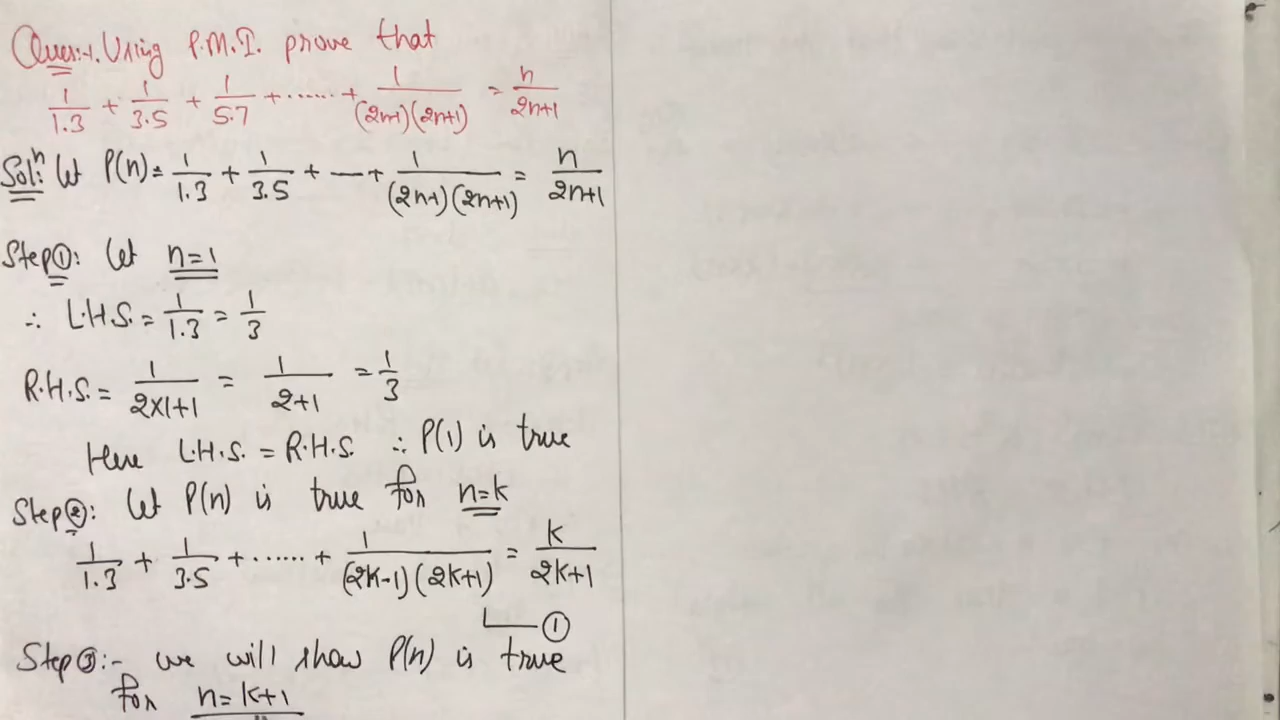 Ques:-1. Using P.M.I. prove that
1/1.3 + 1/3.5 + 1/5.7 + ...... + 1/(2n-1)(2n+1) = n/2n+1
Solⁿ: Let P(n) = 1/1.3 + 1/3.5 + — + 1/(2n-1)(2n+1) = n/2n+1
Step①: Let n=1
∴ L.H.S. = 1/1.3 = 1/3
R.H.S. = 1/2×1+1 = 1/2+1 = 1/3
Here L.H.S. = R.H.S. ∴ P(1) is true
Step②: Let P(n) is true for n=k
1/1.3 + 1/3.5 + ...... + 1/(2k-1)(2k+1) = k/2k+1
①
Step③:- we will show P(n) is true
for n=k+1